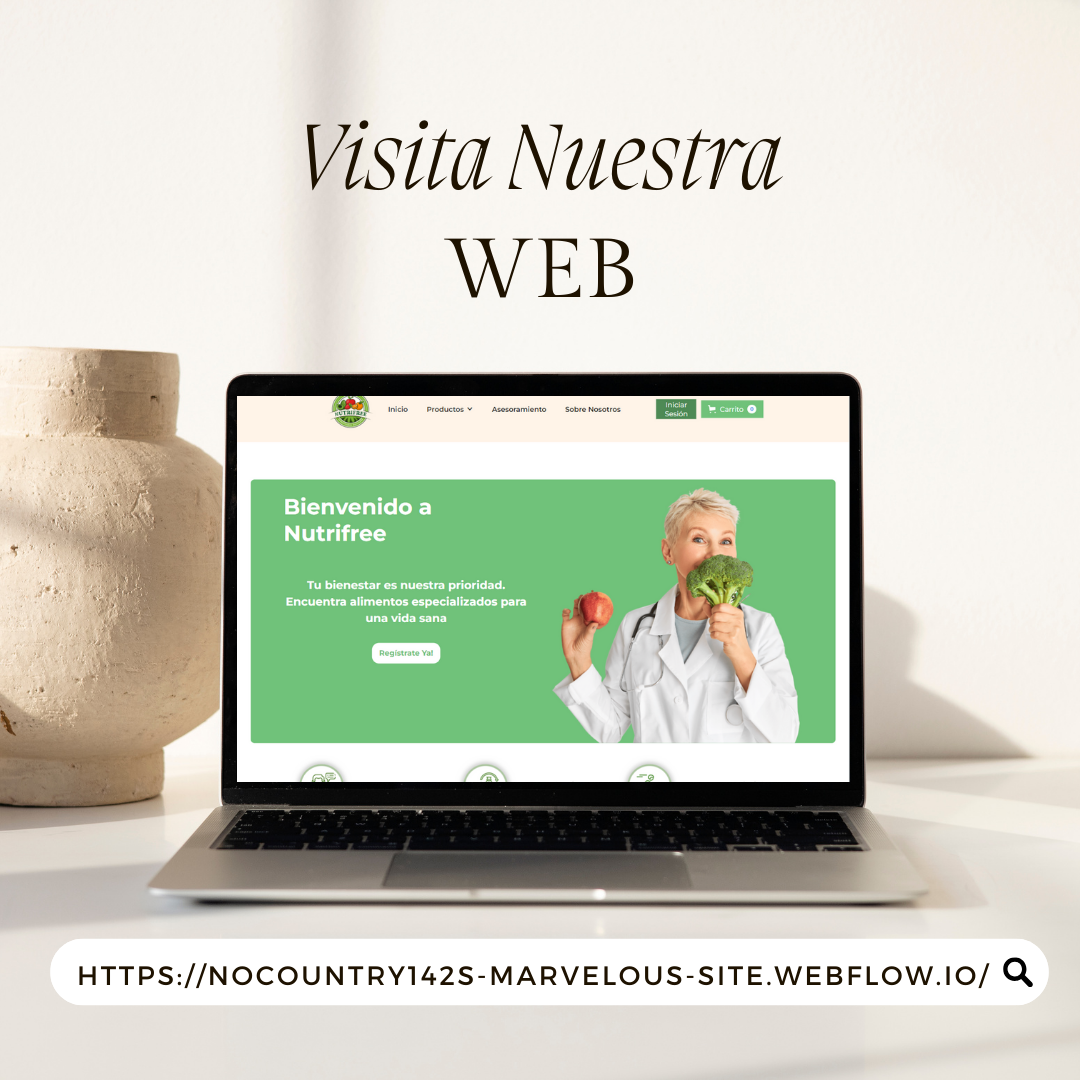 Visita Nuestra
WEB
NUTRIFREE
Inicio
Productos
Asesoramiento
Sobre Nosotros
Iniciar
Sesión
Carrito 0
Bienvenido a
Nutrifree
Tu bienestar es nuestra prioridad.
Encuentra alimentos especializados para
una vida sana
Regístrate Ya!
HTTPS://NOCOUNTRY142S-MARVELOUS-SITE.WEBFLOW.IO/